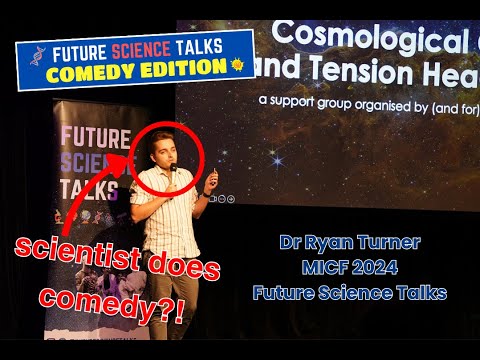 FUTURE SCIENCE TALKS
COMEDY EDITION
Cosmological
and Tension Hea
a support group organised by (and for)
FUTURE
SCIEN
TALKS
scientist does
comedy?!
Dr Ryan Turner
MICF 2024
Future Science Talks